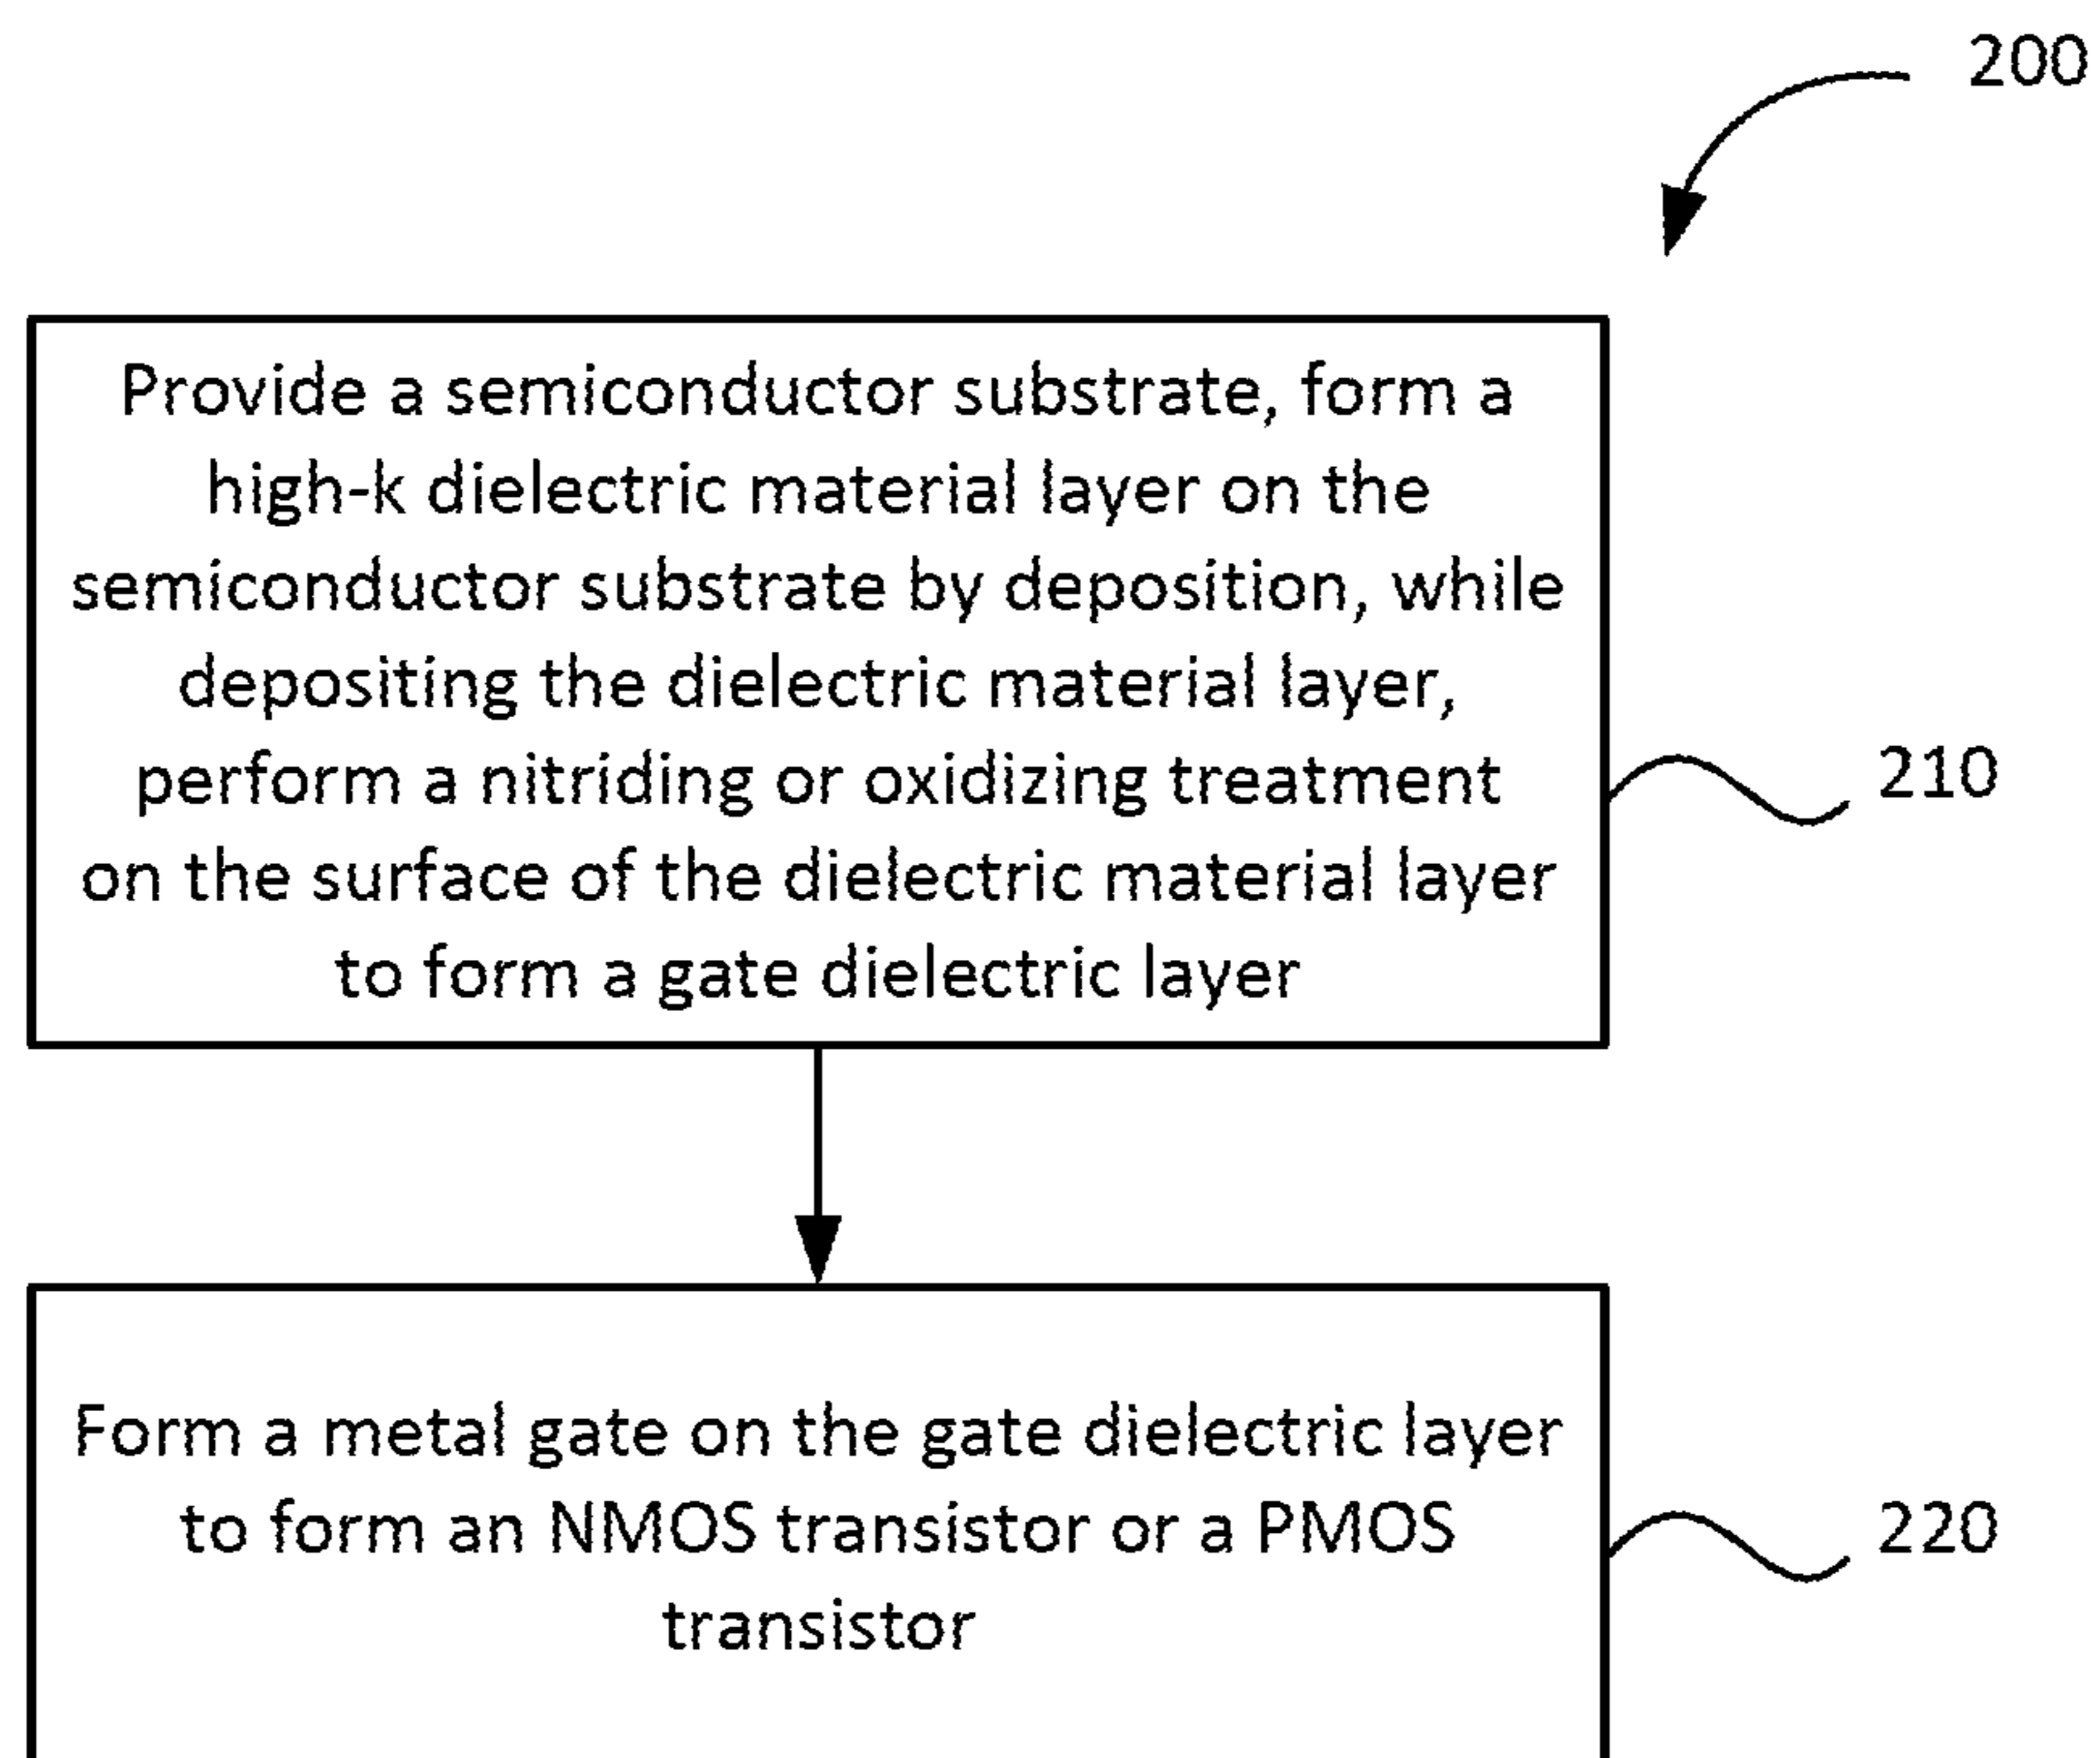 200
Provide a semiconductor substrate, form a
high-k dielectric material layer on the
semiconductor substrate by deposition, while
depositing the dielectric material layer,
perform a nitriding or oxidizing treatment
on the surface of the dielectric material layer
to form a gate dielectric layer
210
Form a metal gate on the gate dielectric layer
to form an NMOS transistor or a PMOS
transistor
220